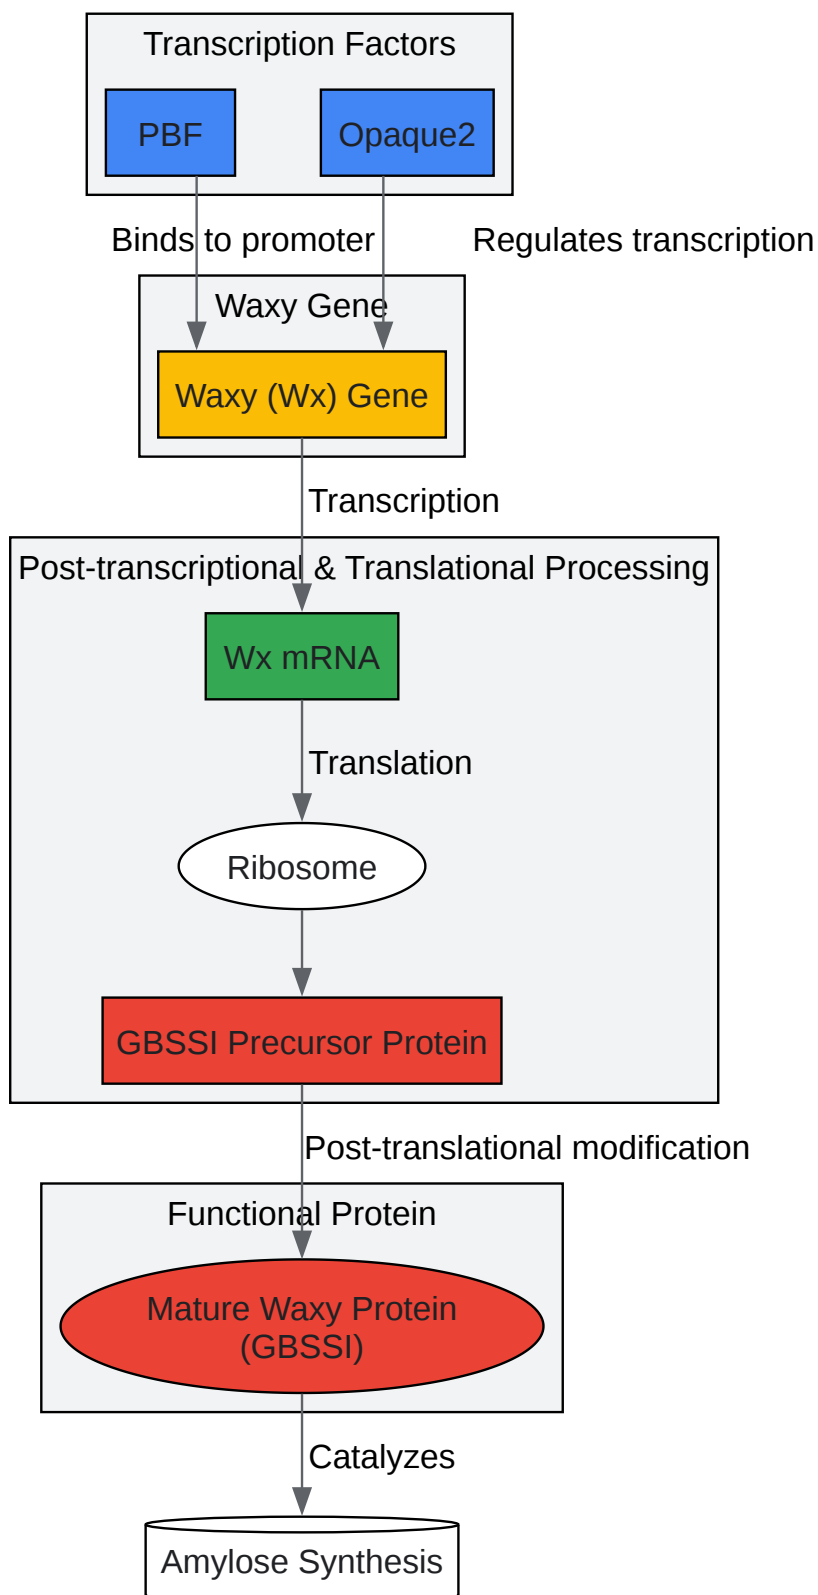 Transcription Factors
PBF
Opaque2
Binds to promoter
Regulates transcription
Waxy Gene
Waxy (Wx) Gene
Transcription
Post-transcriptional & Translational Processing
Wx mRNA
Translation
Ribosome
GBSSI Precursor Protein
Post-translational modification
Functional Protein
Mature Waxy Protein
(GBSSI)
Catalyzes
Amylose Synthesis